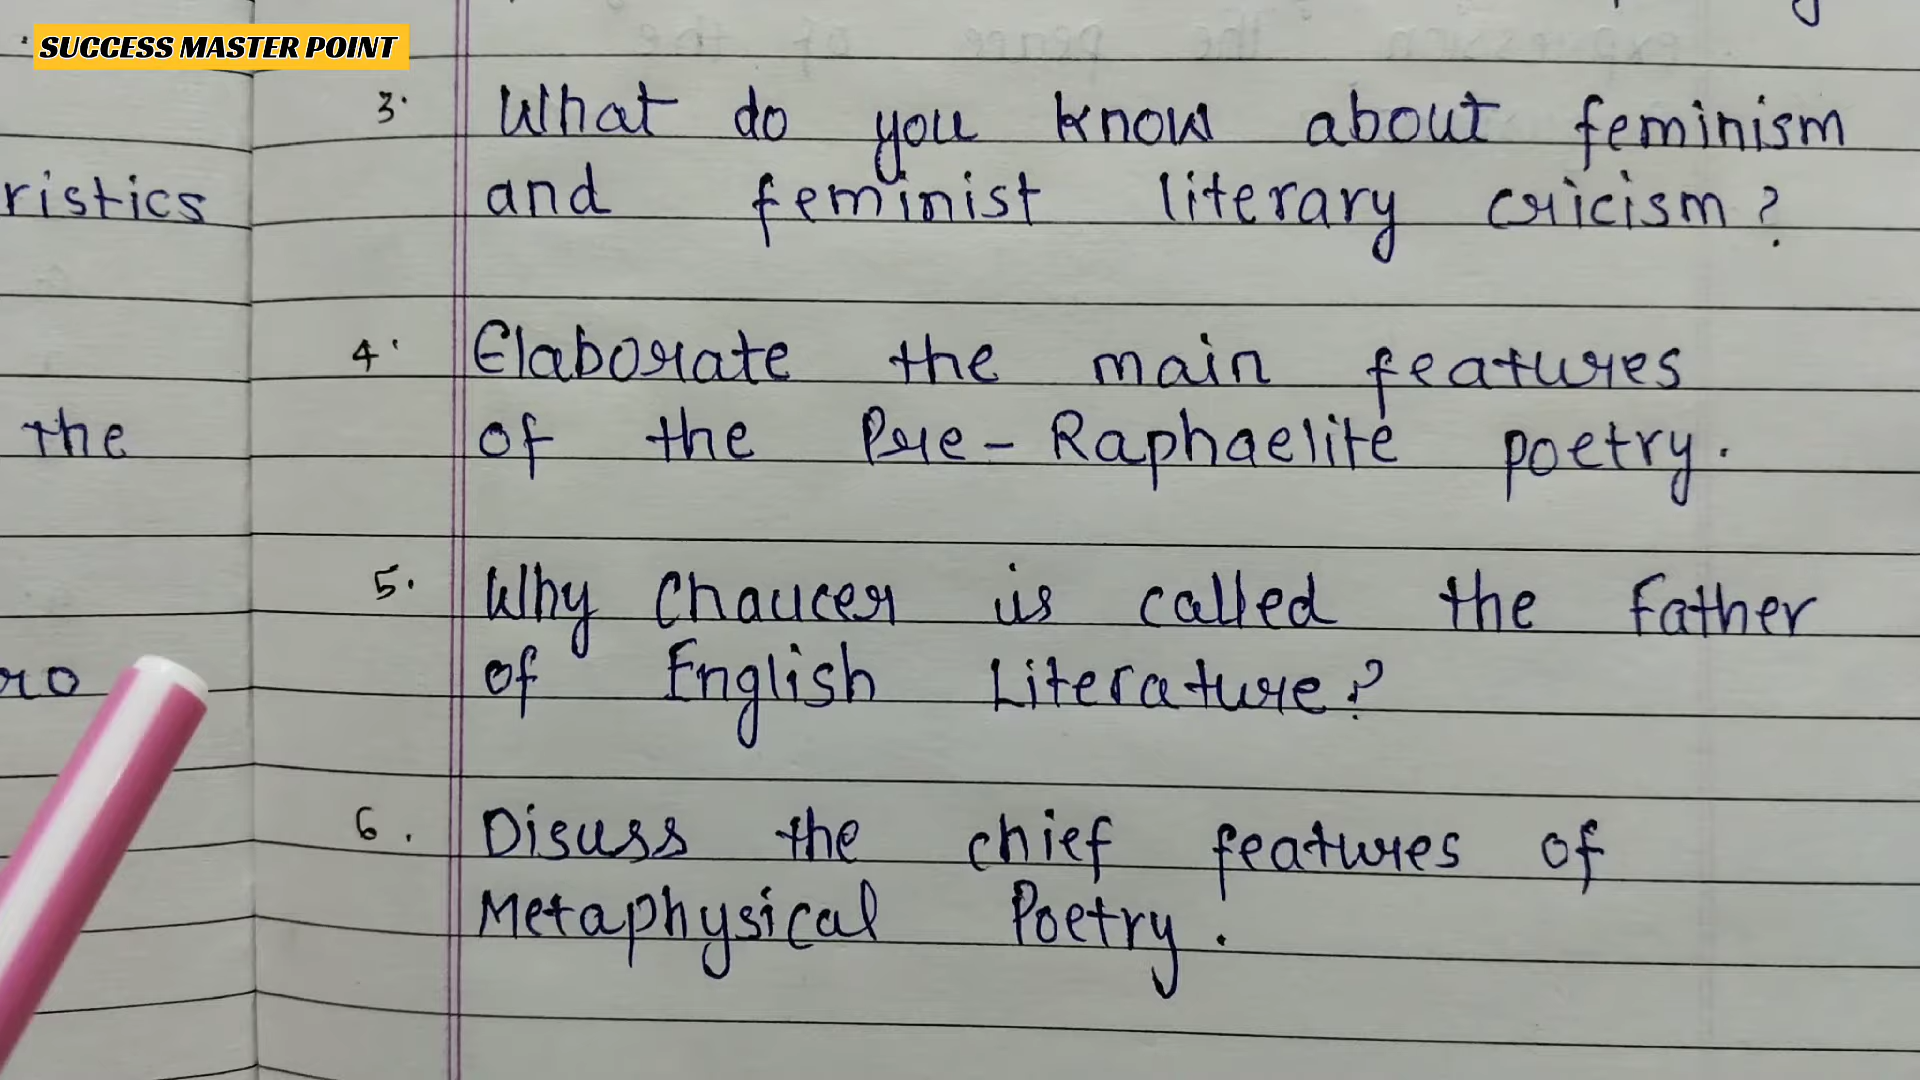 SUCCESS MASTER POINT
ristics
the
ro
3. What do you know about feminism
and feminist literary cricism?
4. Elaborate the main features
of the Pre-Raphaelite poetry.
5. Why Chaucer is called the Father
of English Literature?
6. Disuss the chief features of
Metaphysical Poetry.